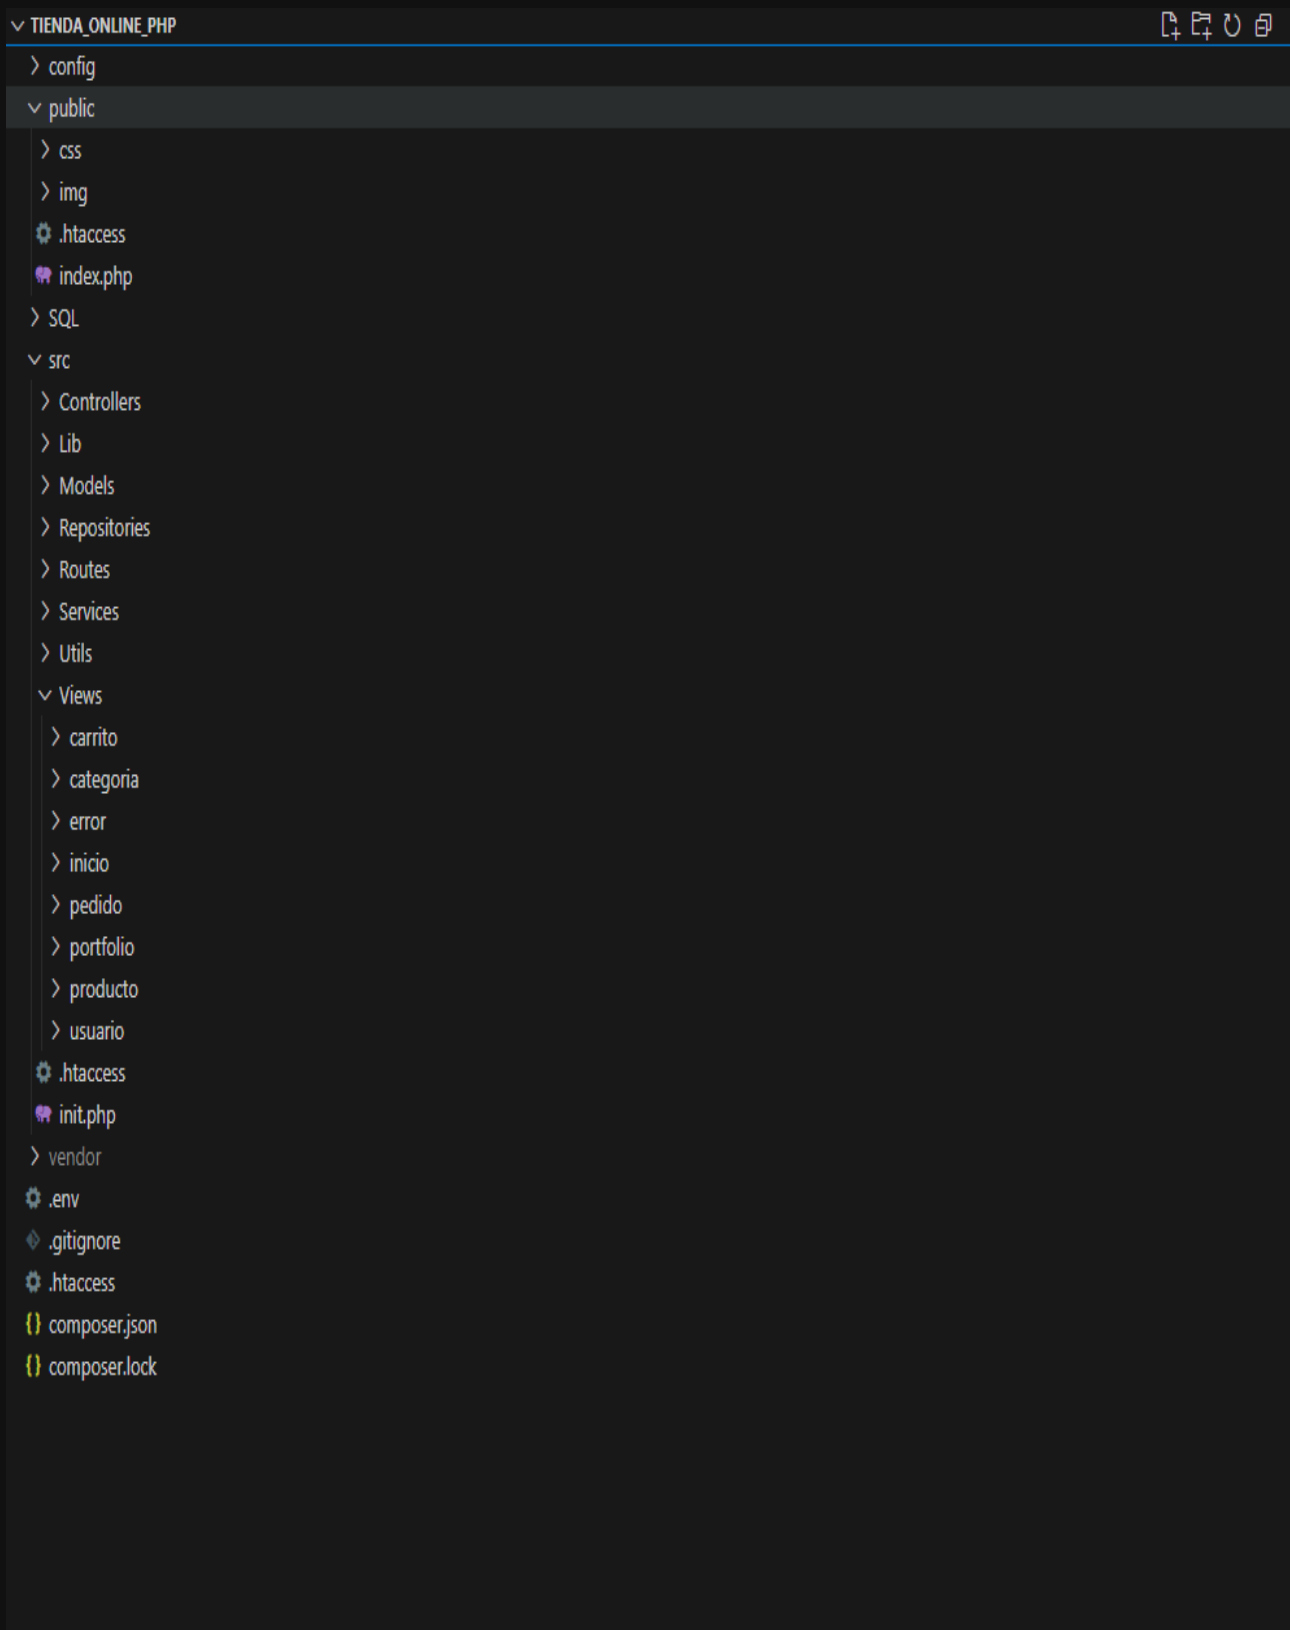 TIENDA_ONLINE_PHP
config
public
css
img
.htaccess
index.php
SQL
src
Controllers
Lib
Models
Repositories
Routes
Services
Utils
Views
carrito
categoria
error
inicio
pedido
portfolio
producto
usuario
.htaccess
init.php
vendor
.env
.gitignore
.htaccess
composer.json
composer.lock